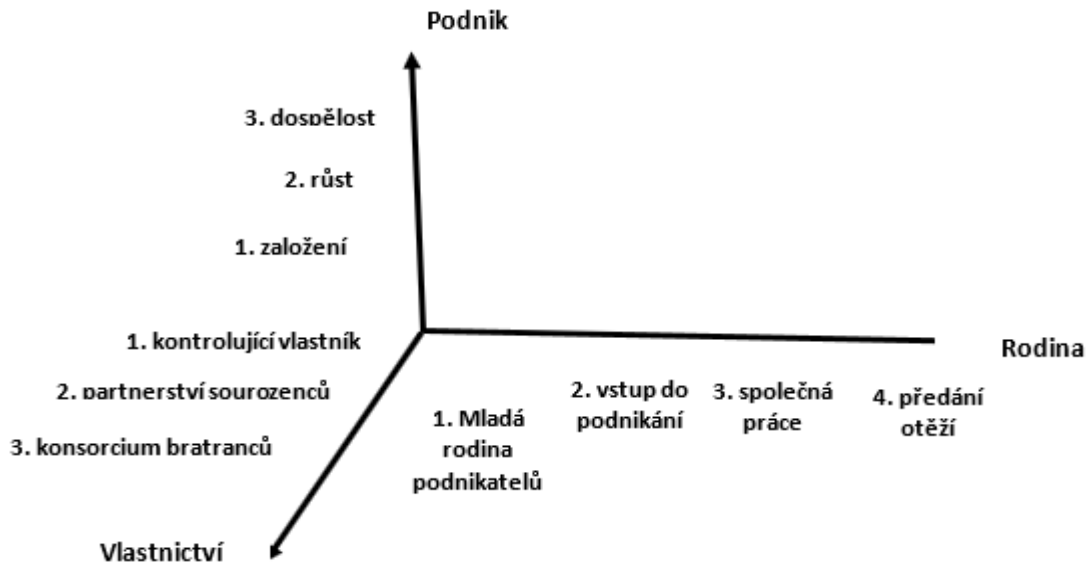 Podnik
3. dospělost
2. růst
1. založení
1. kontrolující vlastník
2. partnerství sourozenců
3. konsorcium bratranců
Vlastnictví
Rodina
1. Mladá
rodina
podnikatelů
2. vstup do
podnikání
3. společná
práce
4. předání
otěží